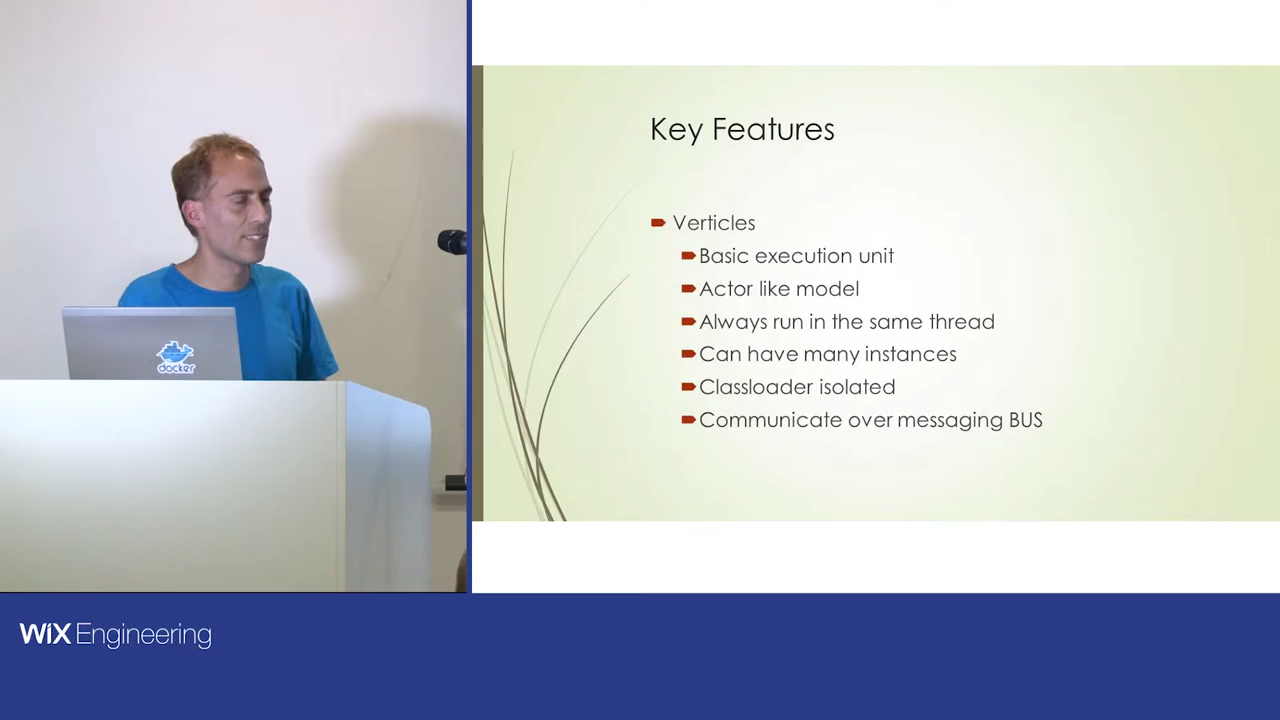 Key Features
Verticles
Basic execution unit
Actor like model
Always run in the same thread
Can have many instances
Classloader isolated
Communicate over messaging BUS
docker
WiX Engineering